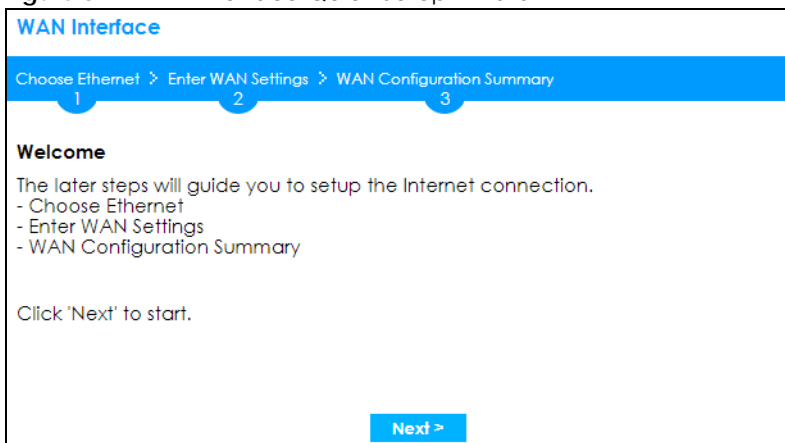 WAN Interface
Choose Ethernet > Enter WAN Settings > WAN Configuration Summary
1 2 3
Welcome
The later steps will guide you to setup the Internet connection.
- Choose Ethernet
- Enter WAN Settings
- WAN Configuration Summary
Click 'Next' to start.
Next >